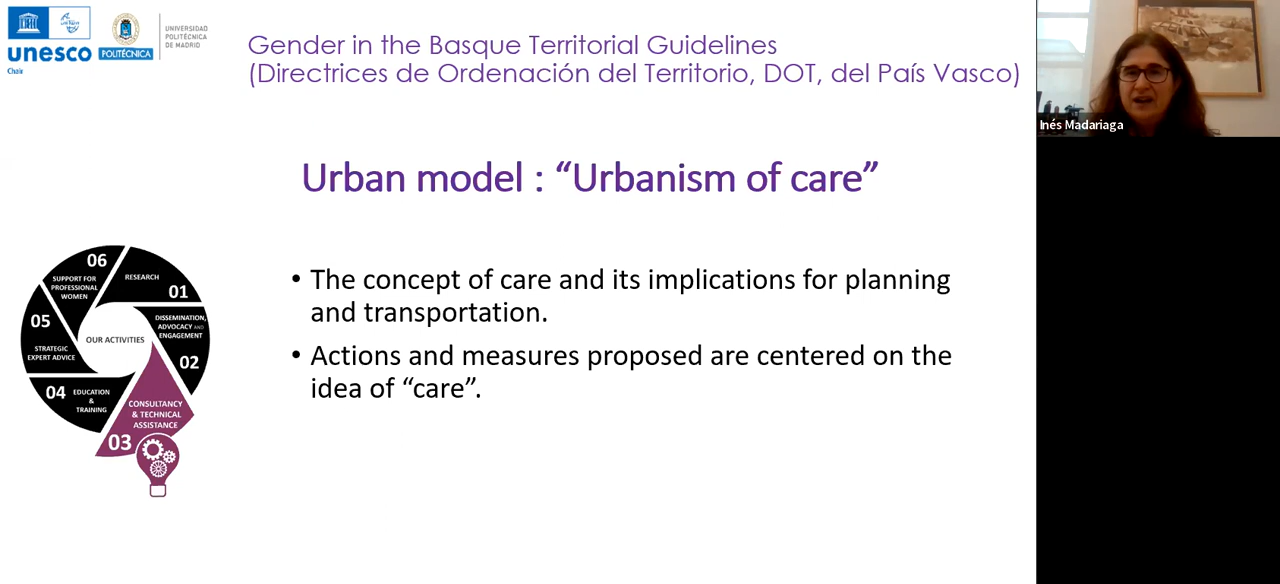 unesco
Chair
POLITÉCNICA
UNIVERSIDAD
POLITÉCNICA
DE MADRID
Gender in the Basque Territorial Guidelines
(Directrices de Ordenación del Territorio, DOT, del País Vasco)
Inés Madariaga
Urban model : “Urbanism of care”
• The concept of care and its implications for planning
and transportation.
• Actions and measures proposed are centered on the
idea of “care”.
OUR ACTIVITIES
RESEARCH
01
DISSEMINATION,
ADVOCACY AND
ENGAGEMENT
02
CONSULTANCY
& TECHNICAL
ASSISTANCE
03
04
EDUCATION
&
TRAINING
05
STRATEGIC
EXPERT ADVICE
06
SUPPORT FOR
PROFESSIONAL
WOMEN